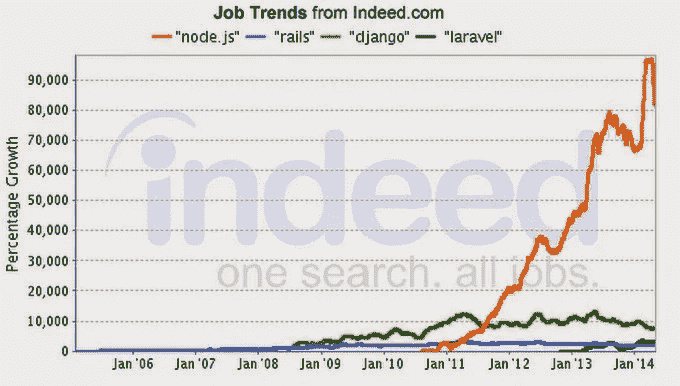 Job Trends from Indeed.com
"node.js" "rails" "django" "laravel"
90,000
80,000
70,000
60,000
50,000
40,000
30,000
20,000
10,000
0
Percentage Growth
indeed
one search. all jobs.
Jan '06 Jan '07 Jan '08 Jan '09 Jan '10 Jan '11 Jan '12 Jan '13 Jan '14